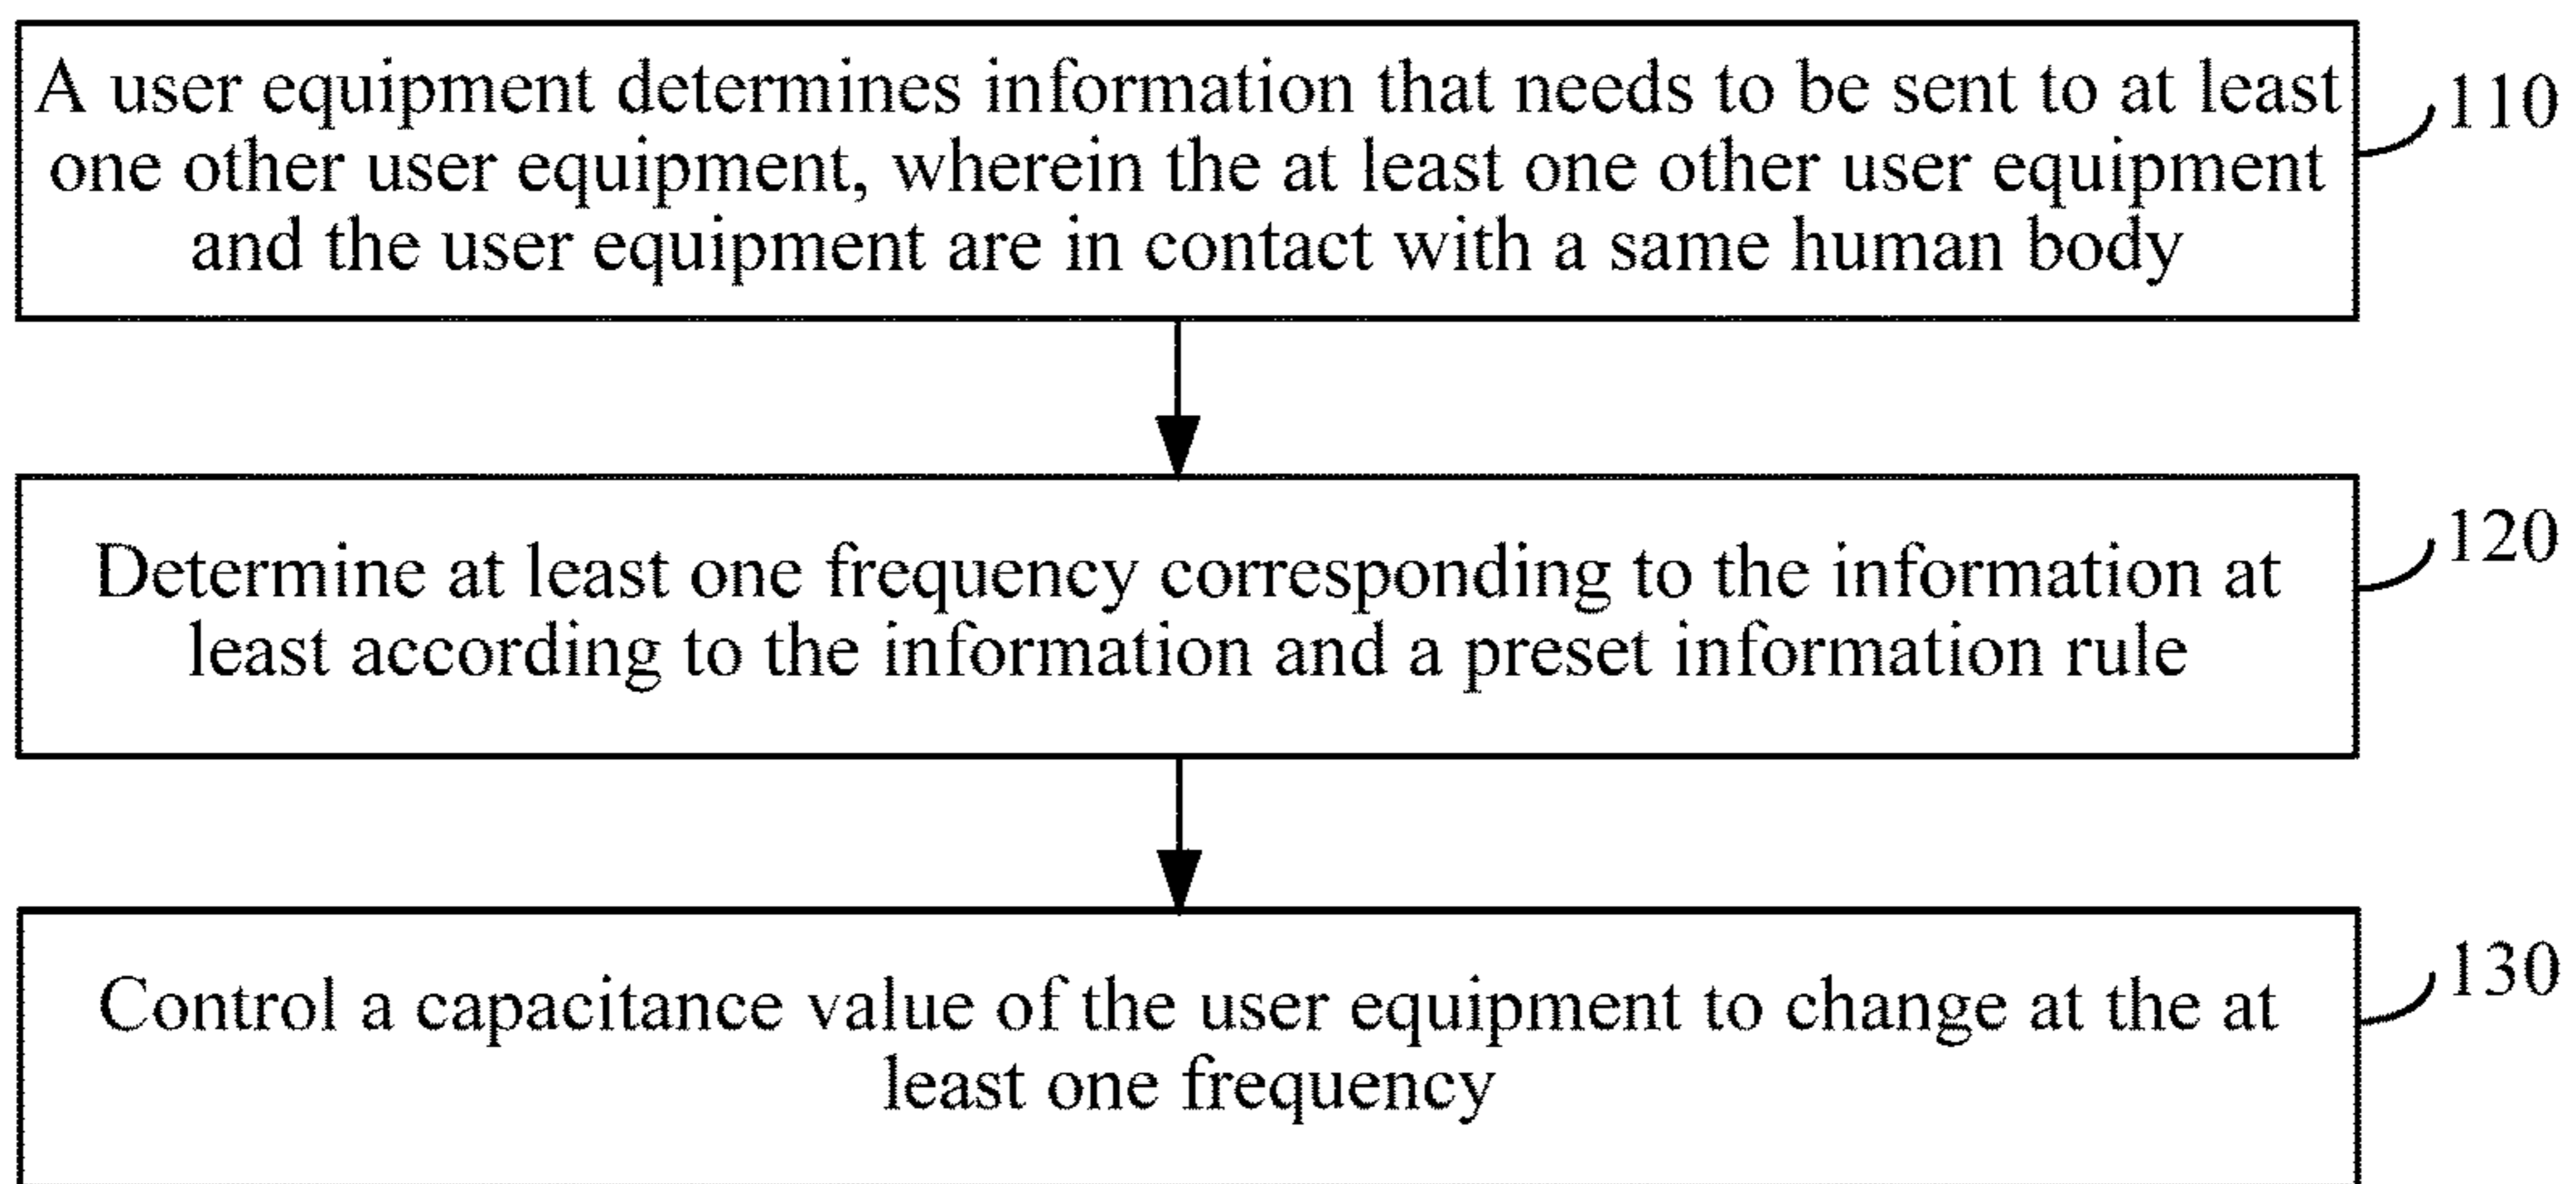 A user equipment determines information that needs to be sent to at least
one other user equipment, wherein the at least one other user equipment
and the user equipment are in contact with a same human body
110
Determine at least one frequency corresponding to the information at
least according to the information and a preset information rule
120
Control a capacitance value of the user equipment to change at the at
least one frequency
130